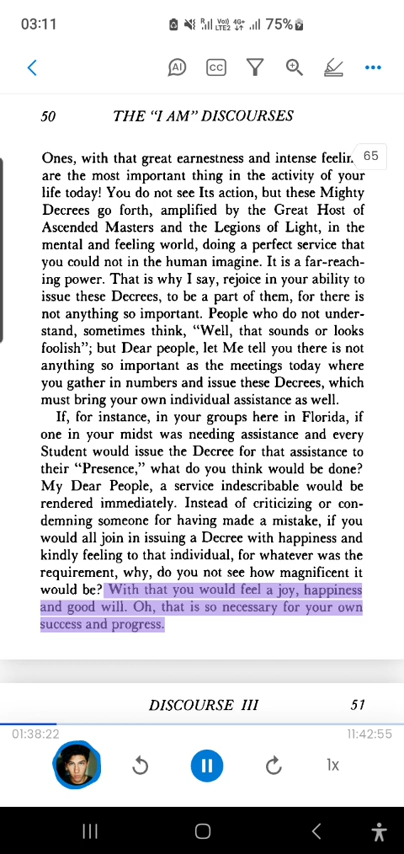 03:11
75%
AI
CC
50 THE “I AM” DISCOURSES
65
Ones, with that great earnestness and intense
are the most important thing in the activity of your
life today! You do not see Its action, but these Mighty
Decrees go forth, amplified by the Great Host of
Ascended Masters and the Legions of Light, in the
mental and feeling world, doing a perfect service that
you could not in the human imagine. It is a far-reach-
ing power. That is why I say, rejoice in your ability to
issue these Decrees, to be a part of them, for there is
not anything so important. People who do not under-
stand, sometimes think, “Well, that sounds or looks
foolish”; but Dear people, let Me tell you there is not
anything so important as the meetings today where
you gather in numbers and issue these Decrees, which
must bring your own individual assistance as well.
If, for instance, in your groups here in Florida, if
one in your midst was needing assistance and every
Student would issue the Decree for that assistance to
their “Presence,” what do you think would be done?
My Dear People, a service indescribable would be
rendered immediately. Instead of criticizing or con-
demning someone for having made a mistake, if you
would all join in issuing a Decree with happiness and
kindly feeling to that individual, for whatever was the
requirement, why, do you not see how magnificent it
would be? With that you would feel a joy, happiness
and good will. Oh, that is so necessary for your own
success and progress.
DISCOURSE III 51
01:38:22 11:42:55
1x